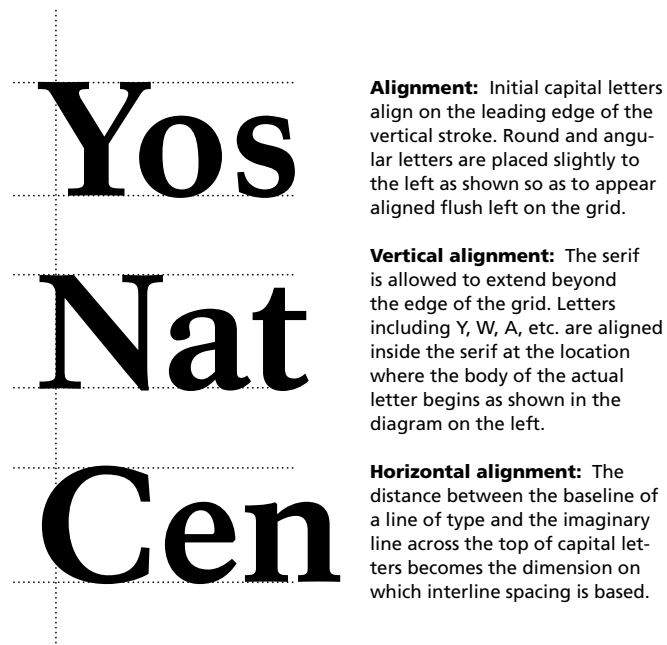 Yos
Nat
Cen
Alignment: Initial capital letters
align on the leading edge of the
vertical stroke. Round and angu-
lar letters are placed slightly to
the left as shown so as to appear
aligned flush left on the grid.
Vertical alignment: The serif
is allowed to extend beyond
the edge of the grid. Letters
including Y, W, A, etc. are aligned
inside the serif at the location
where the body of the actual
letter begins as shown in the
diagram on the left.
Horizontal alignment: The
distance between the baseline of
a line of type and the imaginary
line across the top of capital let-
ters becomes the dimension on
which interline spacing is based.